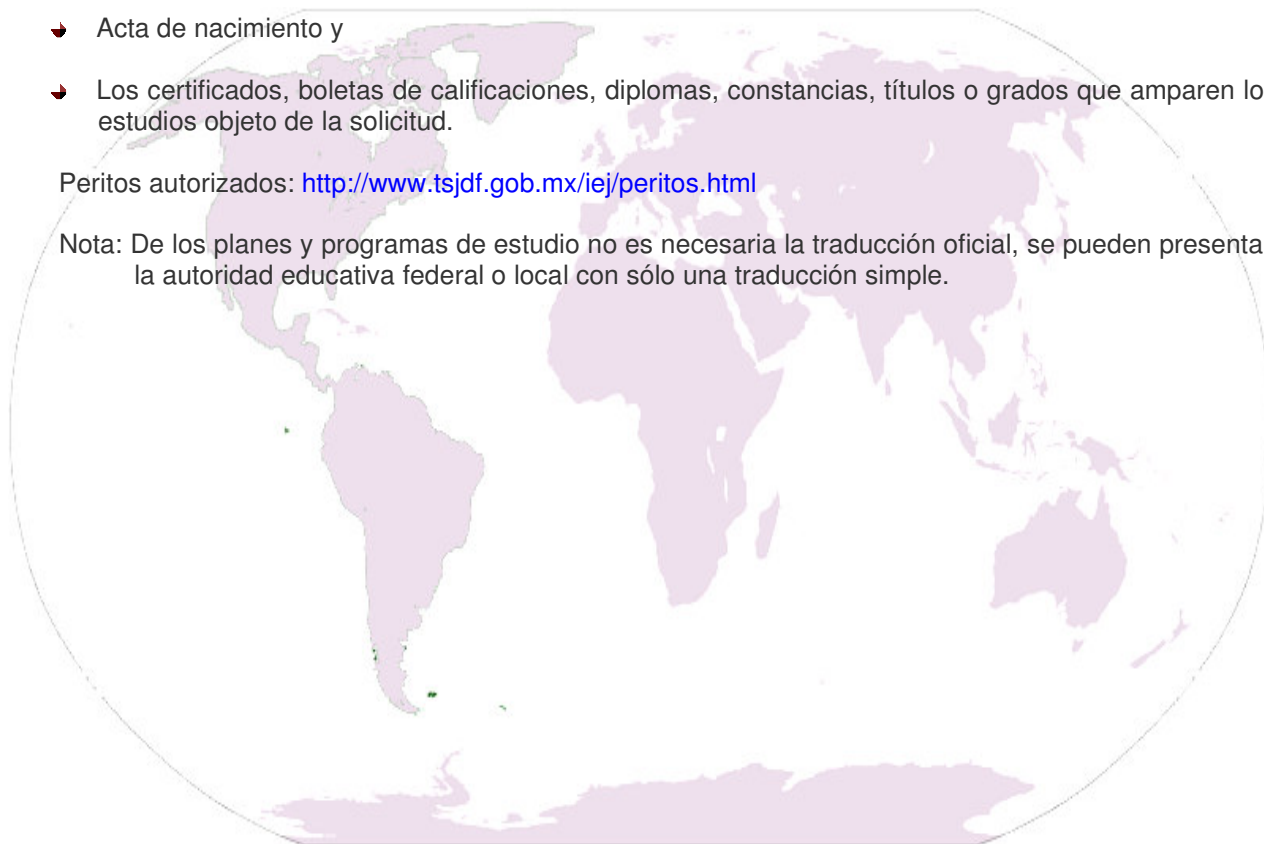 Acta de nacimiento y
Los certificados, boletas de calificaciones, diplomas, constancias, títulos o grados que amparen lo
estudios objeto de la solicitud.
Peritos autorizados: http://www.tsjdf.gob.mx/iej/peritos.html
Nota: De los planes y programas de estudio no es necesaria la traducción oficial, se pueden presenta
la autoridad educativa federal o local con sólo una traducción simple.